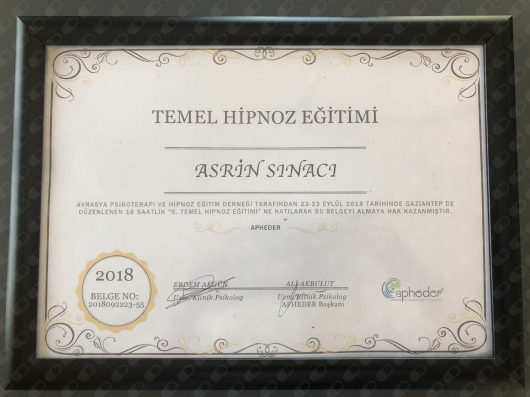 TEMEL HİPNOZ EĞİTİMİ
ASRİN SINACI
AVRASYA PSİKOTERAPİ VE HİPNOZ EĞİTİM DERNEĞİ TARAFINDAN 22-23 EYLÜL 2018 TARİHİNDE GAZİANTEP DE
DÜZENLENEN 16 SAATLİK "5. TEMEL HİPNOZ EĞİTİMİ" NE KATILARAK BU BELGEYİ ALMAYA HAK KAZANMIŞTIR.
APHEDER
2018
BELGE NO:
2018092223-55
ERDEM AKGÜN
Uzm. Klinik Psikolog
ALİ AKBULUT
Uzm. Klinik Psikolog
APHEDER Başkanı
apheder